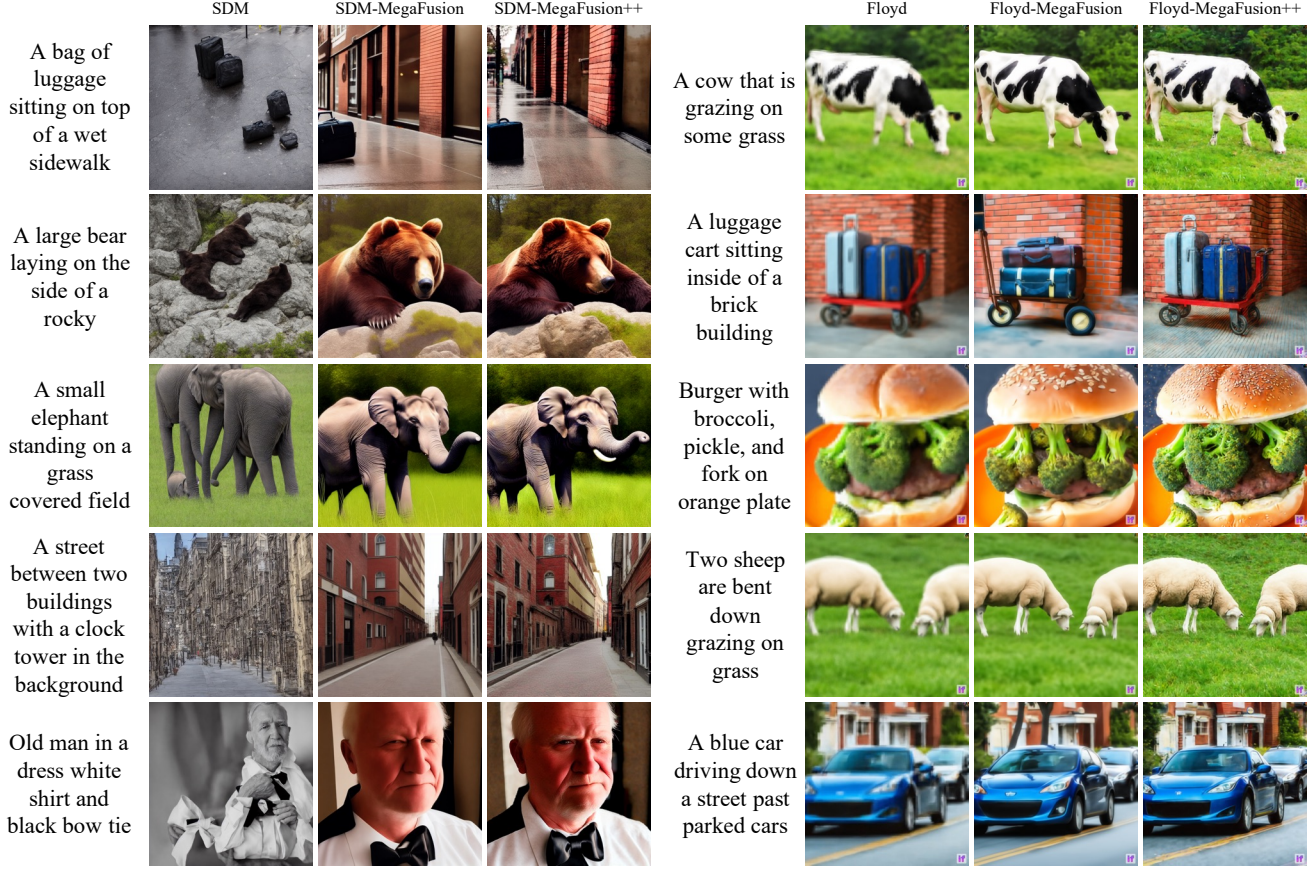 SDM SDM-MegaFusion SDM-MegaFusion++
A bag of
luggage
sitting on top
of a wet
sidewalk
A large bear
laying on the
side of a
rocky
A small
elephant
standing on a
grass
covered field
A street
between two
buildings
with a clock
tower in the
background
Old man in a
dress white
shirt and
black bow tie
Floyd Floyd-MegaFusion Floyd-MegaFusion++
A cow that is
grazing on
some grass
A luggage
cart sitting
inside of a
brick
building
Burger with
broccoli,
pickle, and
fork on
orange plate
Two sheep
are bent
down
grazing on
grass
A blue car
driving down
a street past
parked cars